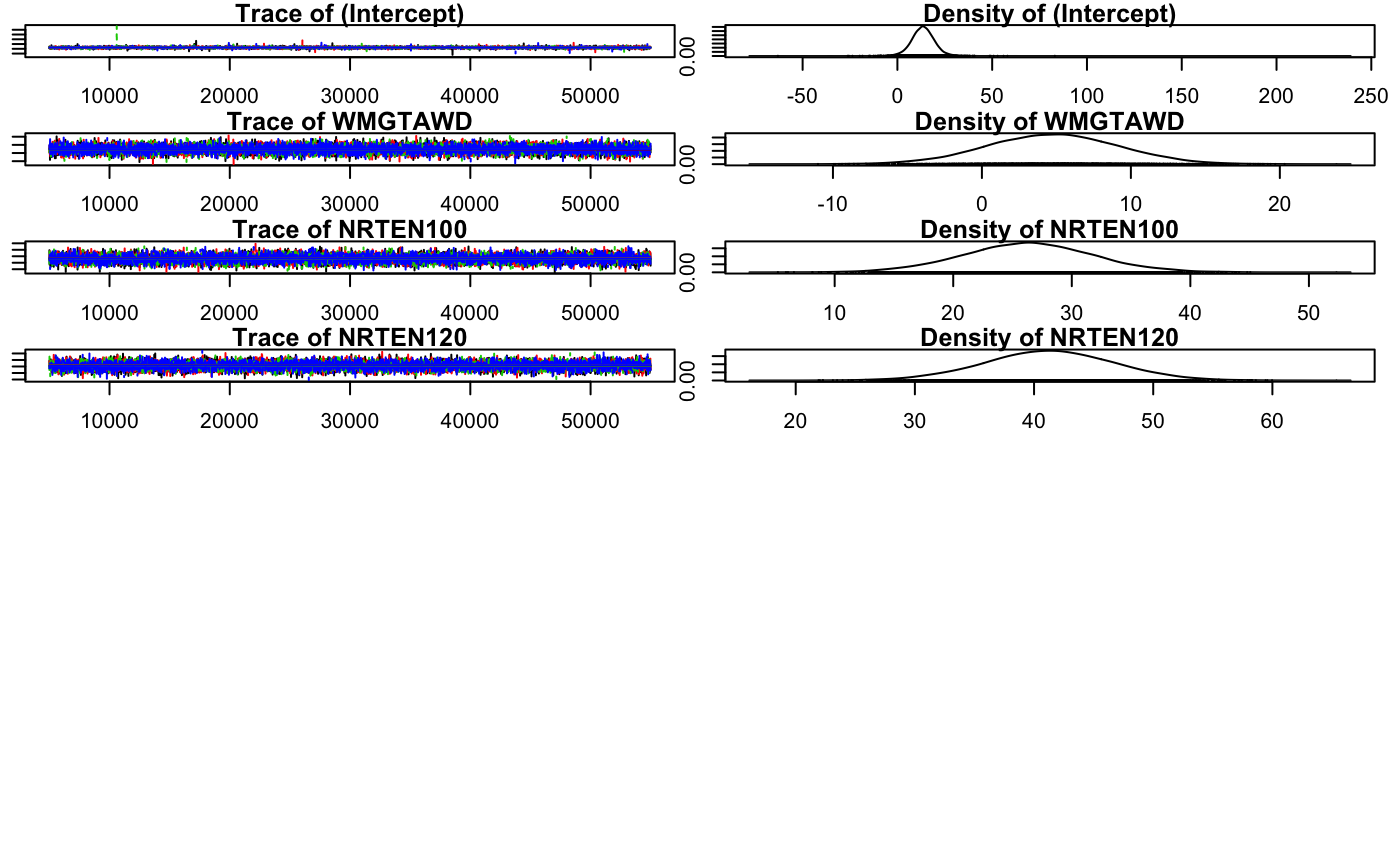 Trace of (Intercept) Density of (Intercept)
0.00
10000 20000 30000 40000 50000 -50 0 50 100 150 200 250
Trace of WMGTAWD Density of WMGTAWD
0.00
10000 20000 30000 40000 50000 -10 0 10 20
Trace of NRTEN100 Density of NRTEN100
0.00
10000 20000 30000 40000 50000 10 20 30 40 50
Trace of NRTEN120 Density of NRTEN120
0.00
10000 20000 30000 40000 50000 20 30 40 50 60